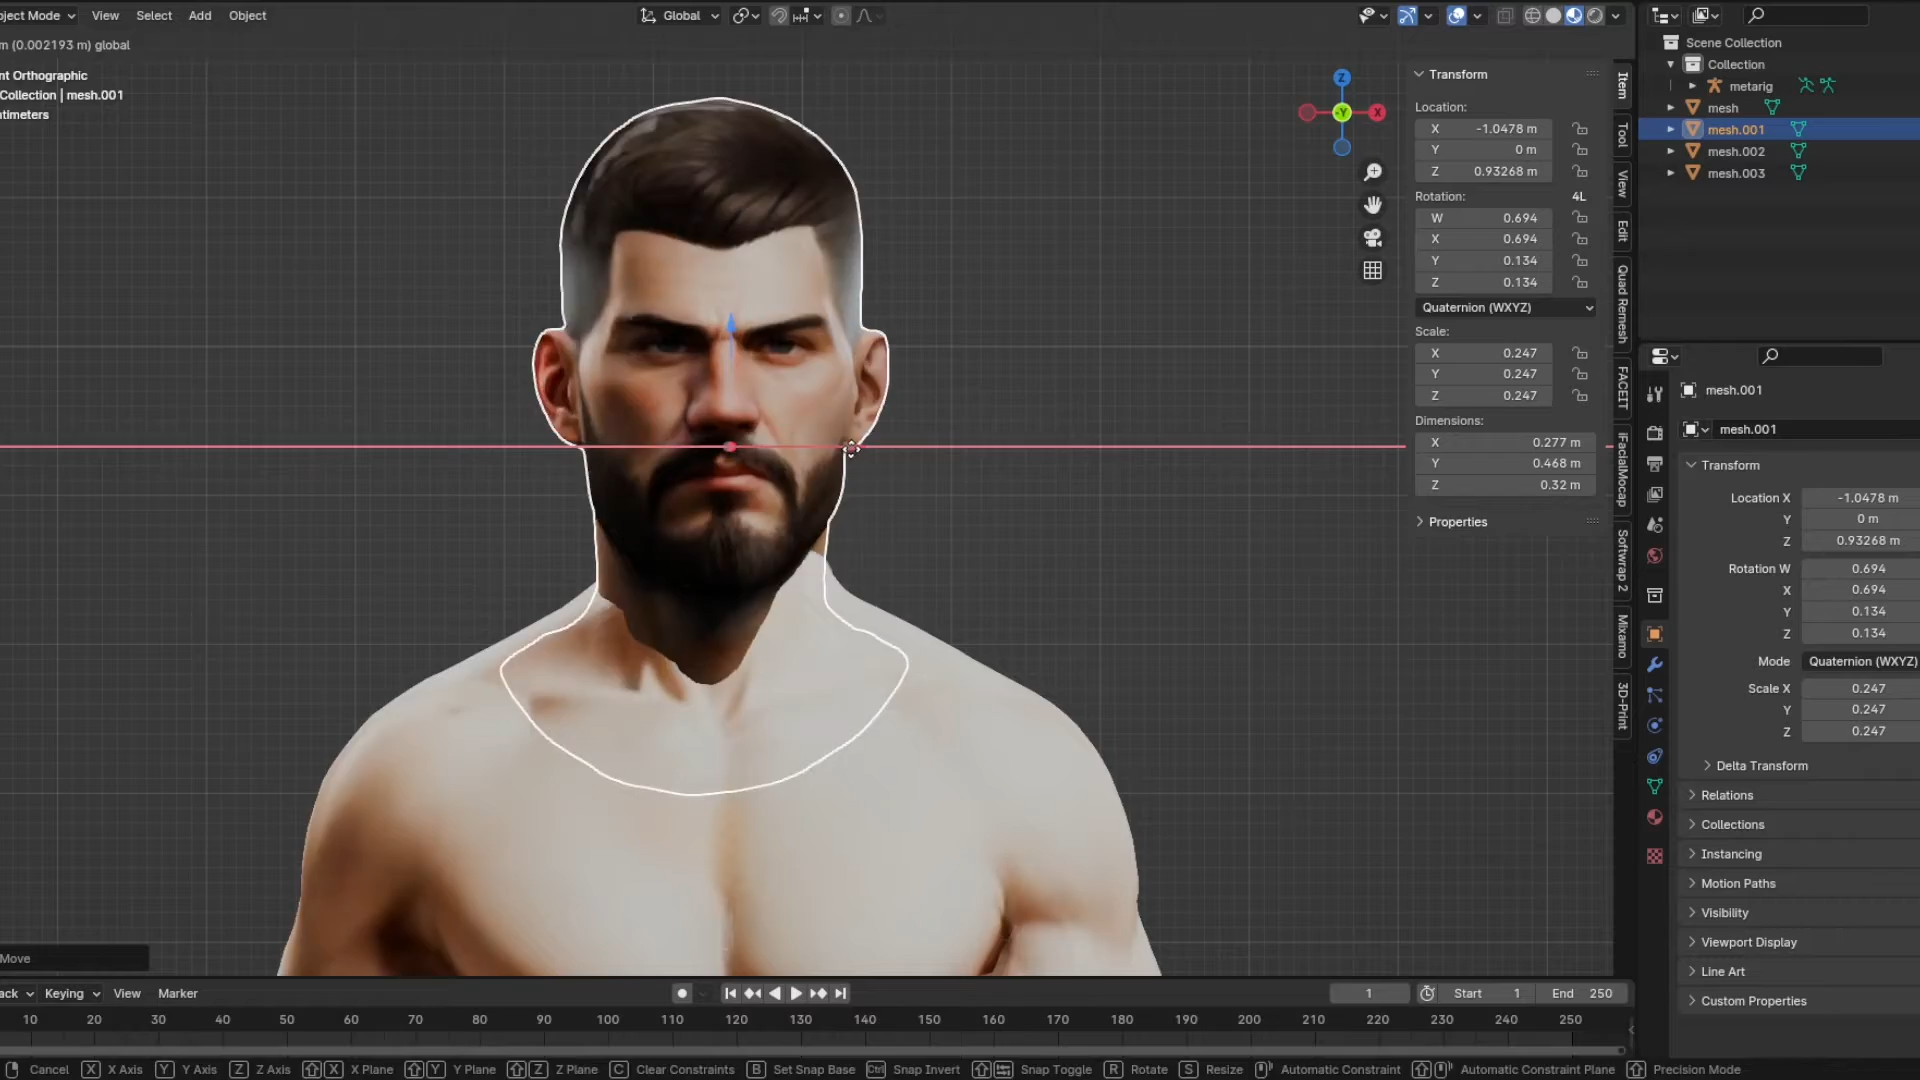 oject Mode View Select Add Object Global
m (0.002193 m) global
nt Orthographic
Collection | mesh.001
ntimeters
Z
-Y X
Transform
Location:
X -1.0478 m
Y 0 m
Z 0.93268 m
Rotation: 4L
W 0.694
X 0.694
Y 0.134
Z 0.134
Quaternion (WXYZ)
Scale:
X 0.247
Y 0.247
Z 0.247
Dimensions:
X 0.277 m
Y 0.468 m
Z 0.32 m
Properties
Item
Tool
View
Edit
Quad Remesh
FACEIT
iFacialMocap
Softwrap 2
Mixamo
3D-Print
Scene Collection
Collection
metarig
mesh
mesh.001
mesh.002
mesh.003
mesh.001
mesh.001
Transform
Location X -1.0478 m
Y 0 m
Z 0.93268 m
Rotation W 0.694
X 0.694
Y 0.134
Z 0.134
Mode Quaternion (WXYZ)
Scale X 0.247
Y 0.247
Z 0.247
Delta Transform
Relations
Collections
Instancing
Motion Paths
Visibility
Viewport Display
Line Art
Custom Properties
Move
ack Keying View Marker 1 Start 1 End 250
10 20 30 40 50 60 70 80 90 100 110 120 130 140 150 160 170 180 190 200 210 220 230 240 250
Cancel X X Axis Y Y Axis Z Z Axis X X Plane Y Y Plane Z Z Plane C Clear Constraints B Set Snap Base Ctrl Snap Invert Snap Toggle R Rotate S Resize Automatic Constraint Automatic Constraint Plane Precision Mode